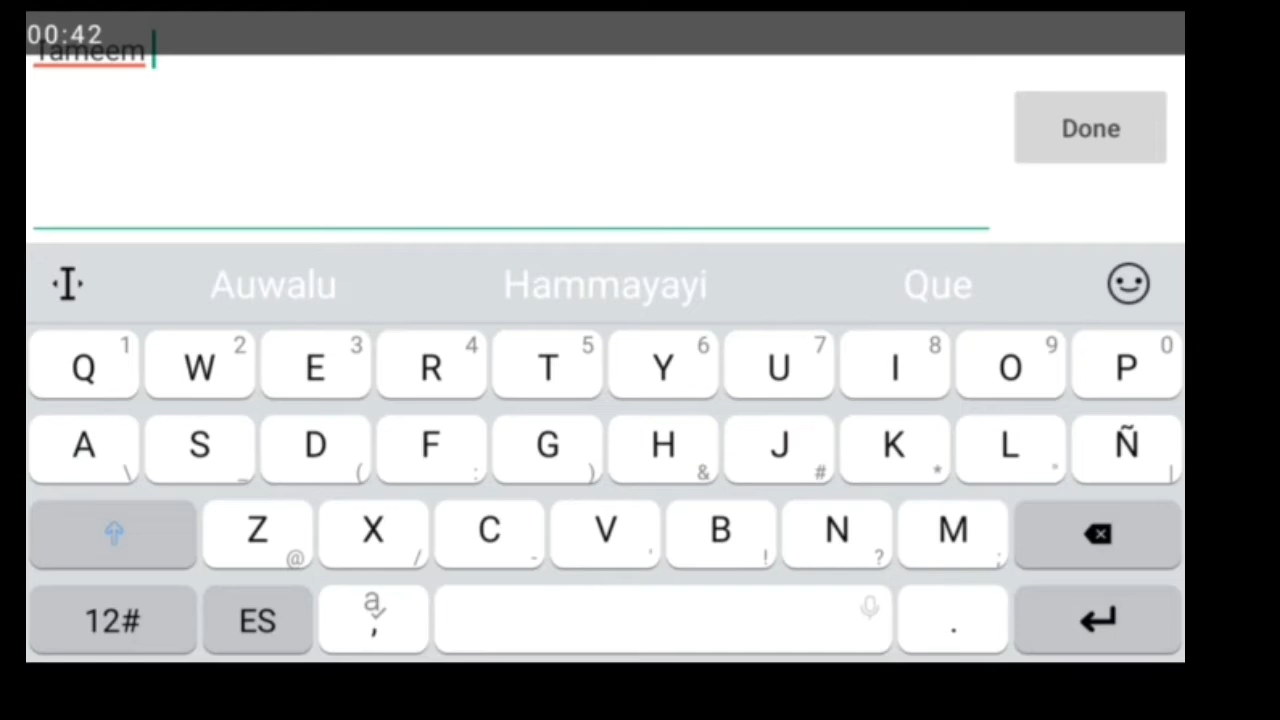 00:42
Tameem
Done
Auwalu Hammayayi Que
Q 1 W 2 E 3 R 4 T 5 Y 6 U 7 I 8 O 9 P 0
A \ S _ D ( F : G ) H & J # K * L ° Ñ |
Z @ X / C - V ' B ! N ? M ;
12# ES a , .